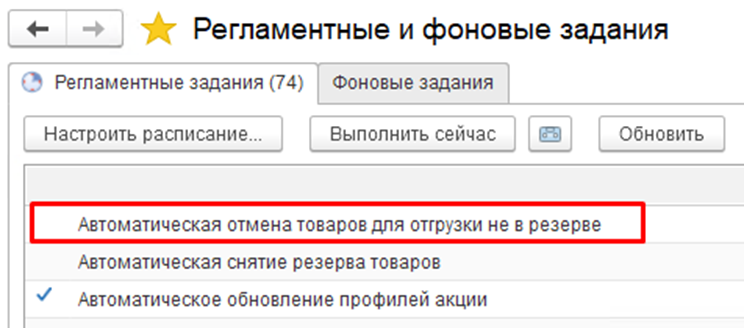 Регламентные и фоновые задания
Регламентные задания (74) Фоновые задания
Настроить расписание... Выполнить сейчас Обновить
Автоматическая отмена товаров для отгрузки не в резерве
Автоматическая снятие резерва товаров
Автоматическое обновление профилей акции